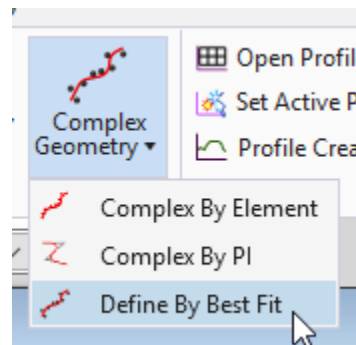 Complex
Geometry
Open Profil
Set Active P
Profile Crea
Complex By Element
Complex By PI
Define By Best Fit